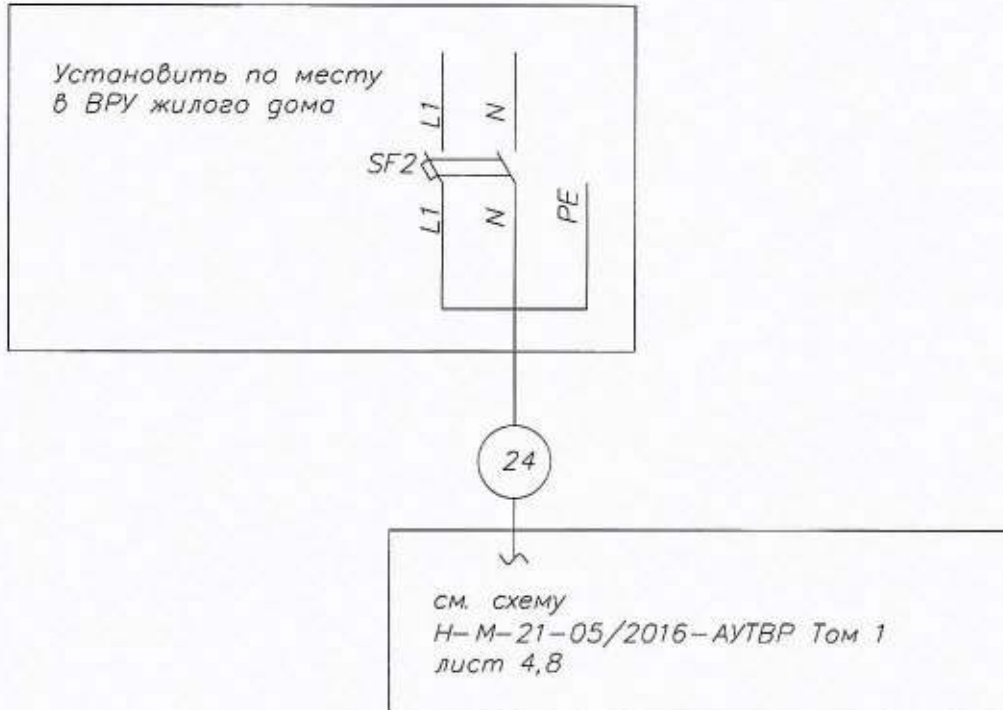 Установить по месту
в ВРУ жилого дома
L1
N
SF2
L1
N
PE
24
см. схему
Н-М-21-05/2016-АУТВР Том 1
лист 4,8